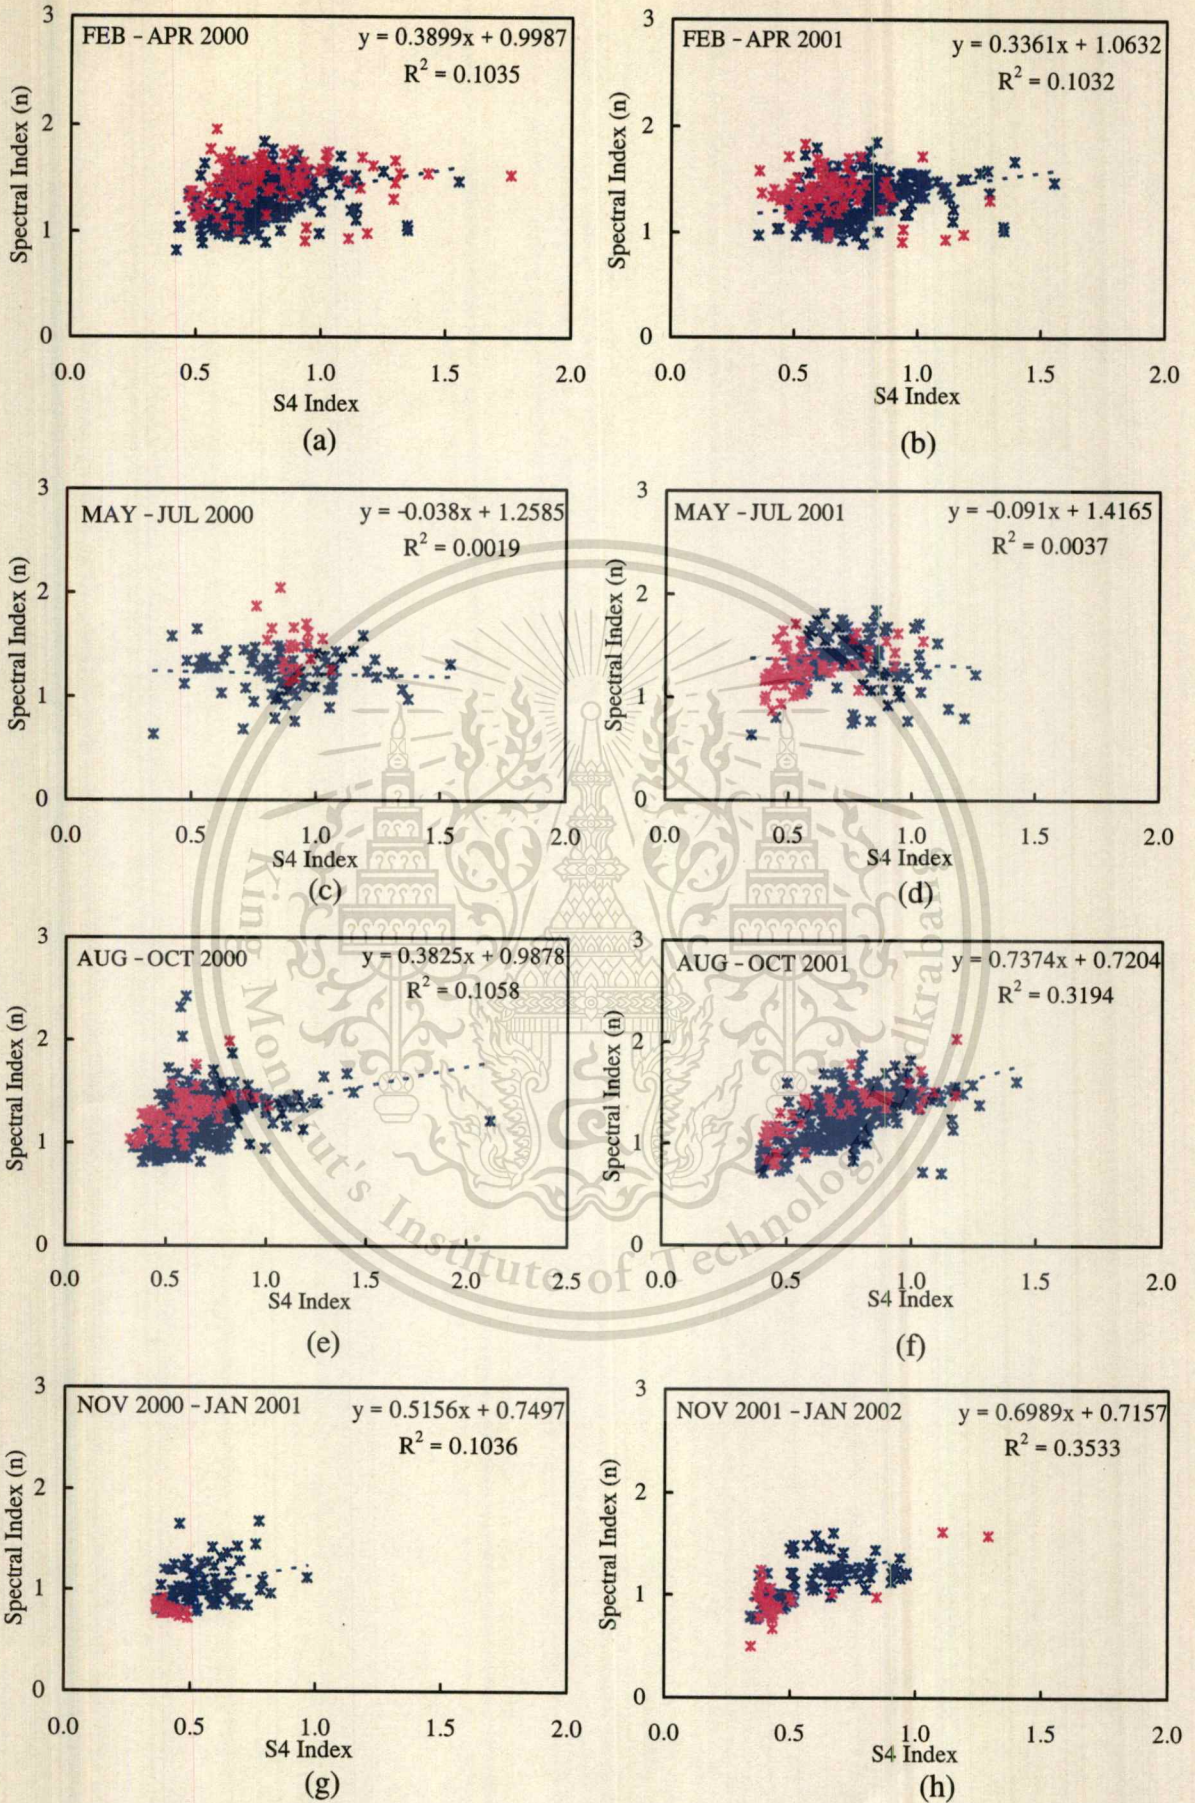 FEB - APR 2000
y = 0.3899x + 0.9987
R² = 0.1035
3
2
1
0
Spectral Index (n)
0.0 0.5 1.0 1.5 2.0
S4 Index
(a)
FEB - APR 2001
y = 0.3361x + 1.0632
R² = 0.1032
3
2
1
0
Spectral Index (n)
0.0 0.5 1.0 1.5 2.0
S4 Index
(b)
MAY - JUL 2000
y = -0.038x + 1.2585
R² = 0.0019
3
2
1
0
Spectral Index (n)
0.0 0.5 1.0 1.5 2.0
S4 Index
(c)
MAY - JUL 2001
y = -0.091x + 1.4165
R² = 0.0037
3
2
1
0
Spectral Index (n)
0.0 0.5 1.0 1.5 2.0
S4 Index
(d)
AUG - OCT 2000
y = 0.3825x + 0.9878
R² = 0.1058
3
2
1
0
Spectral Index (n)
0.0 0.5 1.0 1.5 2.0 2.5
S4 Index
(e)
AUG - OCT 2001
y = 0.7374x + 0.7204
R² = 0.3194
3
2
1
0
Spectral Index (n)
0.0 0.5 1.0 1.5 2.0
S4 Index
(f)
NOV 2000 - JAN 2001
y = 0.5156x + 0.7497
R² = 0.1036
3
2
1
0
Spectral Index (n)
0.0 0.5 1.0 1.5 2.0
S4 Index
(g)
NOV 2001 - JAN 2002
y = 0.6989x + 0.7157
R² = 0.3533
3
2
1
0
Spectral Index (n)
0.0 0.5 1.0 1.5 2.0
S4 Index
(h)
King Mongkut's Institute of Technology Ladkrabang